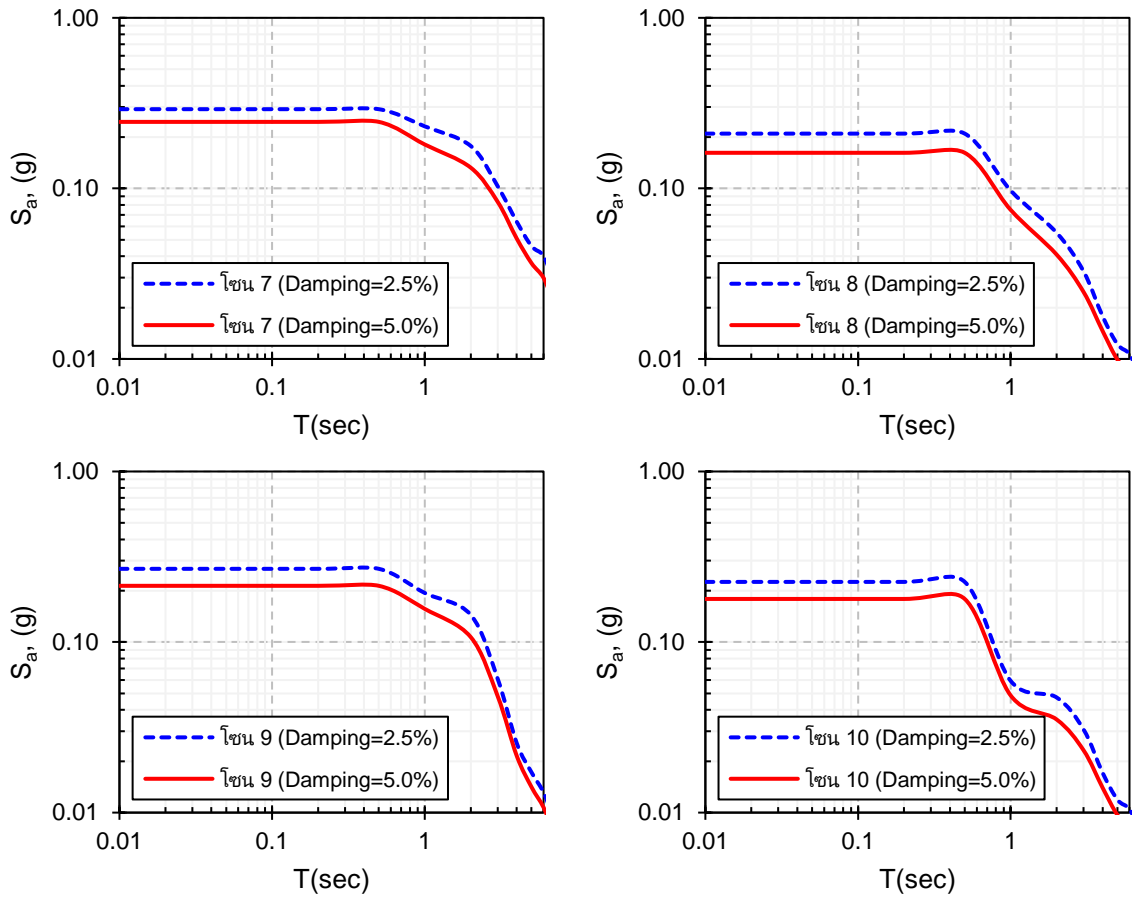 1.00
0.10
0.01
Sa, (g)
โซน 7 (Damping=2.5%)
โซน 7 (Damping=5.0%)
0.01 0.1 1
T(sec)
1.00
0.10
0.01
Sa, (g)
โซน 8 (Damping=2.5%)
โซน 8 (Damping=5.0%)
0.01 0.1 1
T(sec)
1.00
0.10
0.01
Sa, (g)
โซน 9 (Damping=2.5%)
โซน 9 (Damping=5.0%)
0.01 0.1 1
T(sec)
1.00
0.10
0.01
Sa, (g)
โซน 10 (Damping=2.5%)
โซน 10 (Damping=5.0%)
0.01 0.1 1
T(sec)